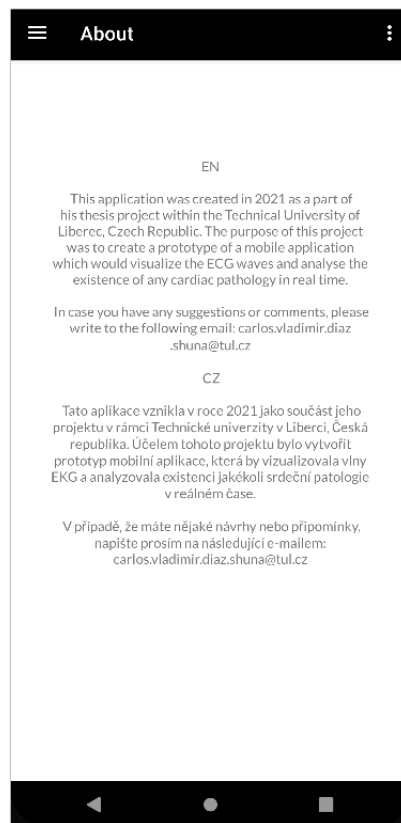 About
EN
This application was created in 2021 as a part of
his thesis project within the Technical University of
Liberec, Czech Republic. The purpose of this project
was to create a prototype of a mobile application
which would visualize the ECG waves and analyse the
existence of any cardiac pathology in real time.
In case you have any suggestions or comments, please
write to the following email: carlos.vladimir.diaz
.shuna@tul.cz
CZ
Tato aplikace vznikla v roce 2021 jako součást jeho
projektu v rámci Technické univerzity v Liberci, Česká
republika. Účelem tohoto projektu bylo vytvořit
prototyp mobilní aplikace, která by vizualizovala vlny
EKG a analyzovala existenci jakékoli srdeční patologie
v reálném čase.
V případě, že máte nějaké návrhy nebo připomínky,
napište prosím na následující e-mailem:
carlos.vladimir.diaz.shuna@tul.cz